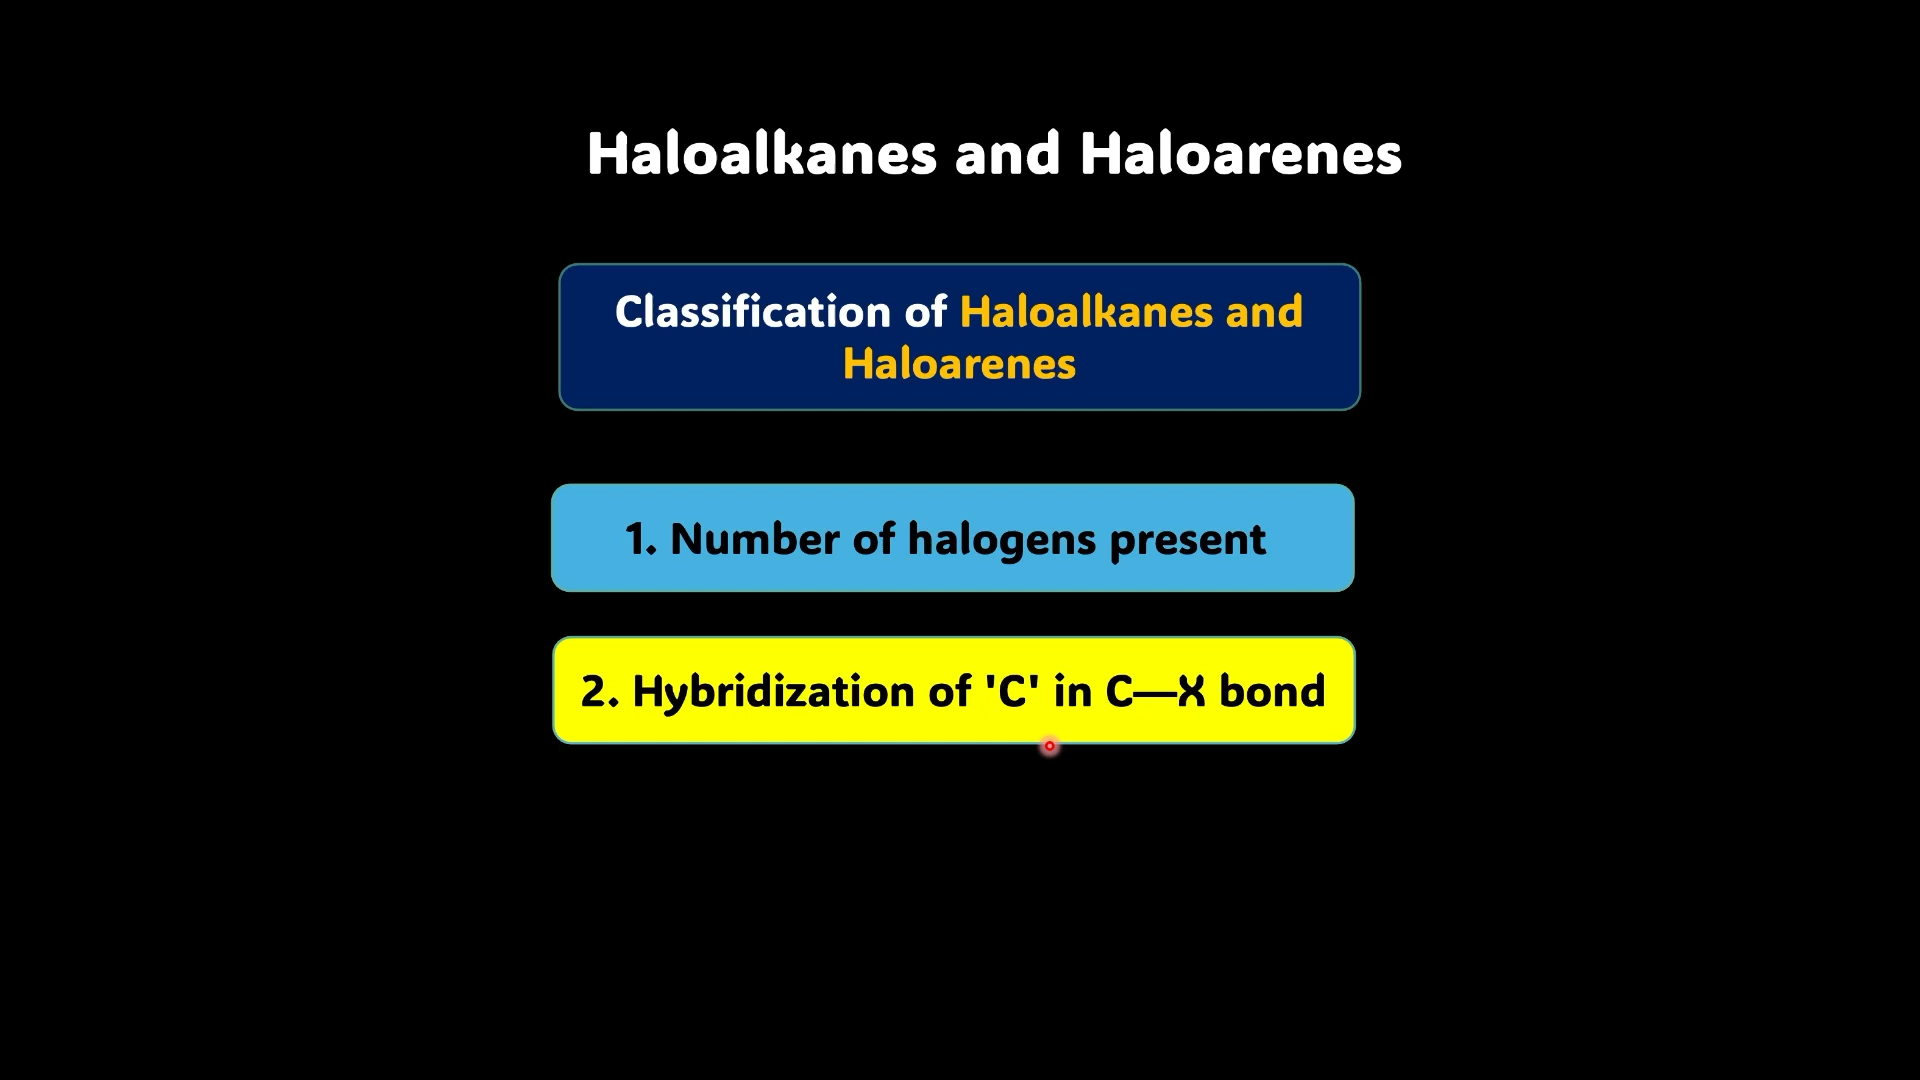 Haloalkanes and Haloarenes
Classification of Haloalkanes and
Haloarenes
1. Number of halogens present
2. Hybridization of 'C' in C—X bond